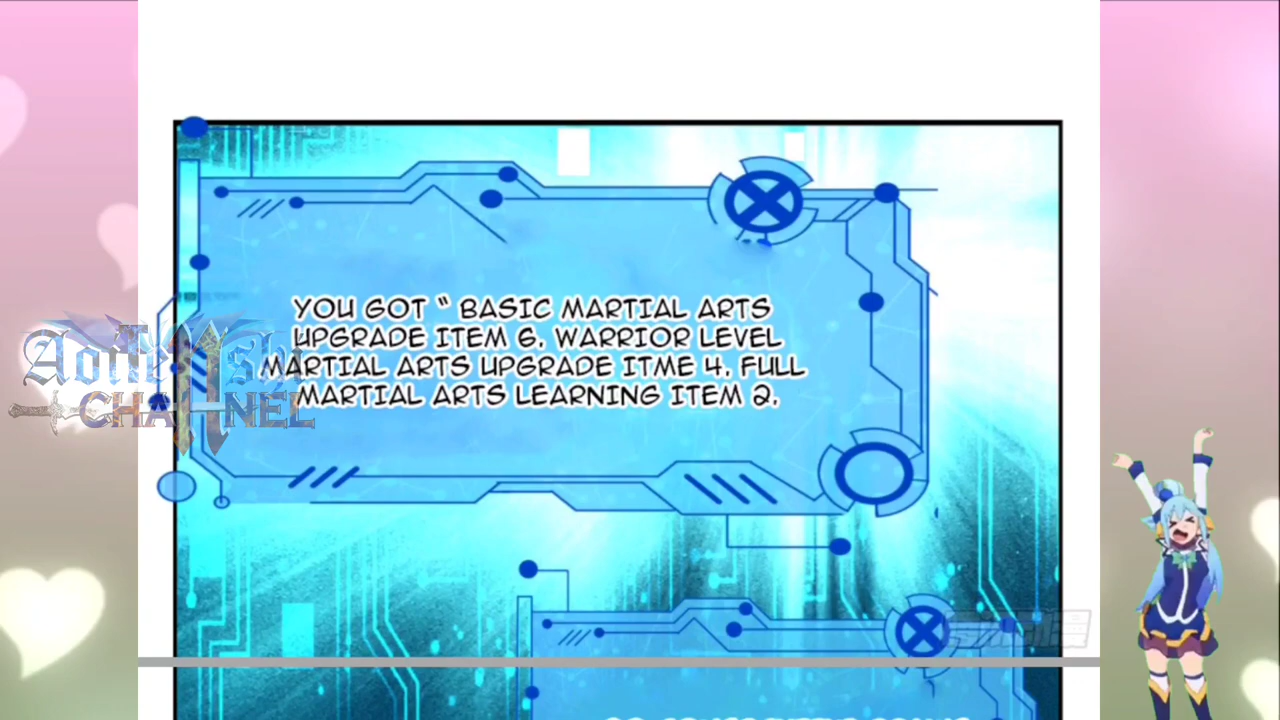 YOU GOT “ BASIC MARTIAL ARTS
UPGRADE ITEM 6. WARRIOR LEVEL
MARTIAL ARTS UPGRADE ITME 4. FULL
MARTIAL ARTS LEARNING ITEM 2.
CHANNEL